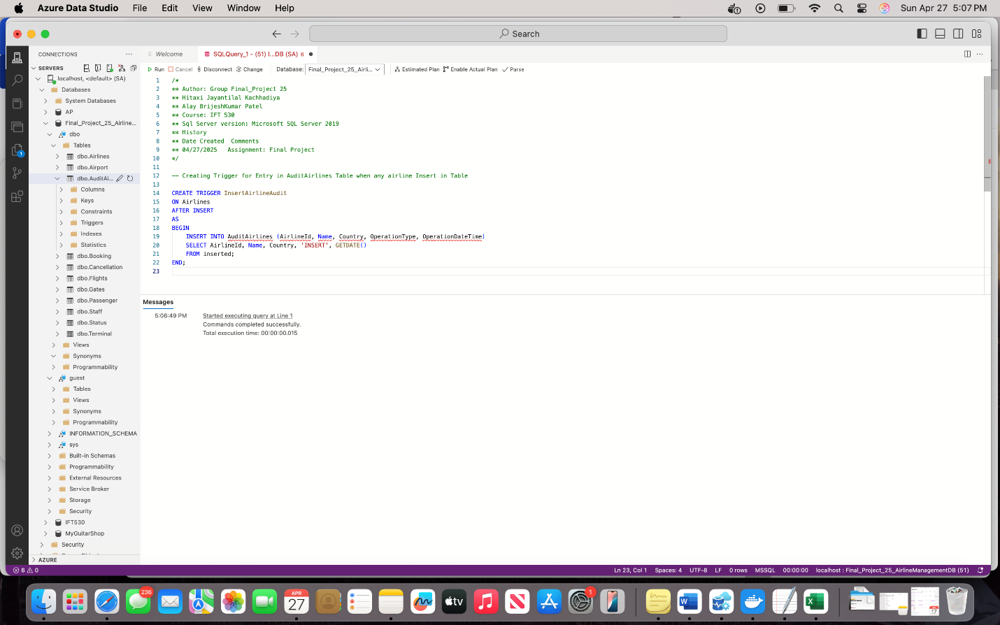 Azure Data Studio File Edit View Window Help
Sun Apr 27 5:07 PM
Search
CONNECTIONS
Welcome
SQLQuery_1 - (51) l...DB (SA) 6
SERVERS
Run Cancel Disconnect Change Database: Final_Project_25_Airli... Estimated Plan Enable Actual Plan Parse
localhost, <default> (SA)
Databases
System Databases
AP
Final_Project_25_Airline...
dbo
Tables
dbo.Airlines
dbo.Airport
dbo.AuditAi...
Columns
Keys
Constraints
Triggers
Indexes
Statistics
dbo.Booking
dbo.Cancellation
dbo.Flights
dbo.Gates
dbo.Passenger
dbo.Staff
dbo.Status
dbo.Terminal
Views
Synonyms
Programmability
guest
Tables
Views
Synonyms
Programmability
INFORMATION_SCHEMA
sys
Built-in Schemas
Programmability
External Resources
Service Broker
Storage
Security
IFT530
MyGuitarShop
Security
AZURE
1 /*
2 ** Author: Group Final_Project 25
3 ** Hitaxi Jayantilal Kachhadiya
4 ** Alay BrijeshKumar Patel
5 ** Course: IFT 530
6 ** Sql Server version: Microsoft SQL Server 2019
7 ** History
8 ** Date Created  Comments
9 ** 04/27/2025   Assignment: Final Project
10 */
11
12 -- Creating Trigger for Entry in AuditAirlines Table when any airline Insert in Table
13
14 CREATE TRIGGER InsertAirlineAudit
15 ON Airlines
16 AFTER INSERT
17 AS
18 BEGIN
19     INSERT INTO AuditAirlines (AirlineId, Name, Country, OperationType, OperationDateTime)
20     SELECT AirlineId, Name, Country, 'INSERT', GETDATE()
21     FROM inserted;
22 END;
23
Messages
5:06:49 PM Started executing query at Line 1
Commands completed successfully.
Total execution time: 00:00:00.015
1
6 0
Ln 23, Col 1 Spaces: 4 UTF-8 LF 0 rows MSSQL 00:00:00 localhost : Final_Project_25_AirlineManagementDB (51)
236
APR
27
tv
1
W
X
17